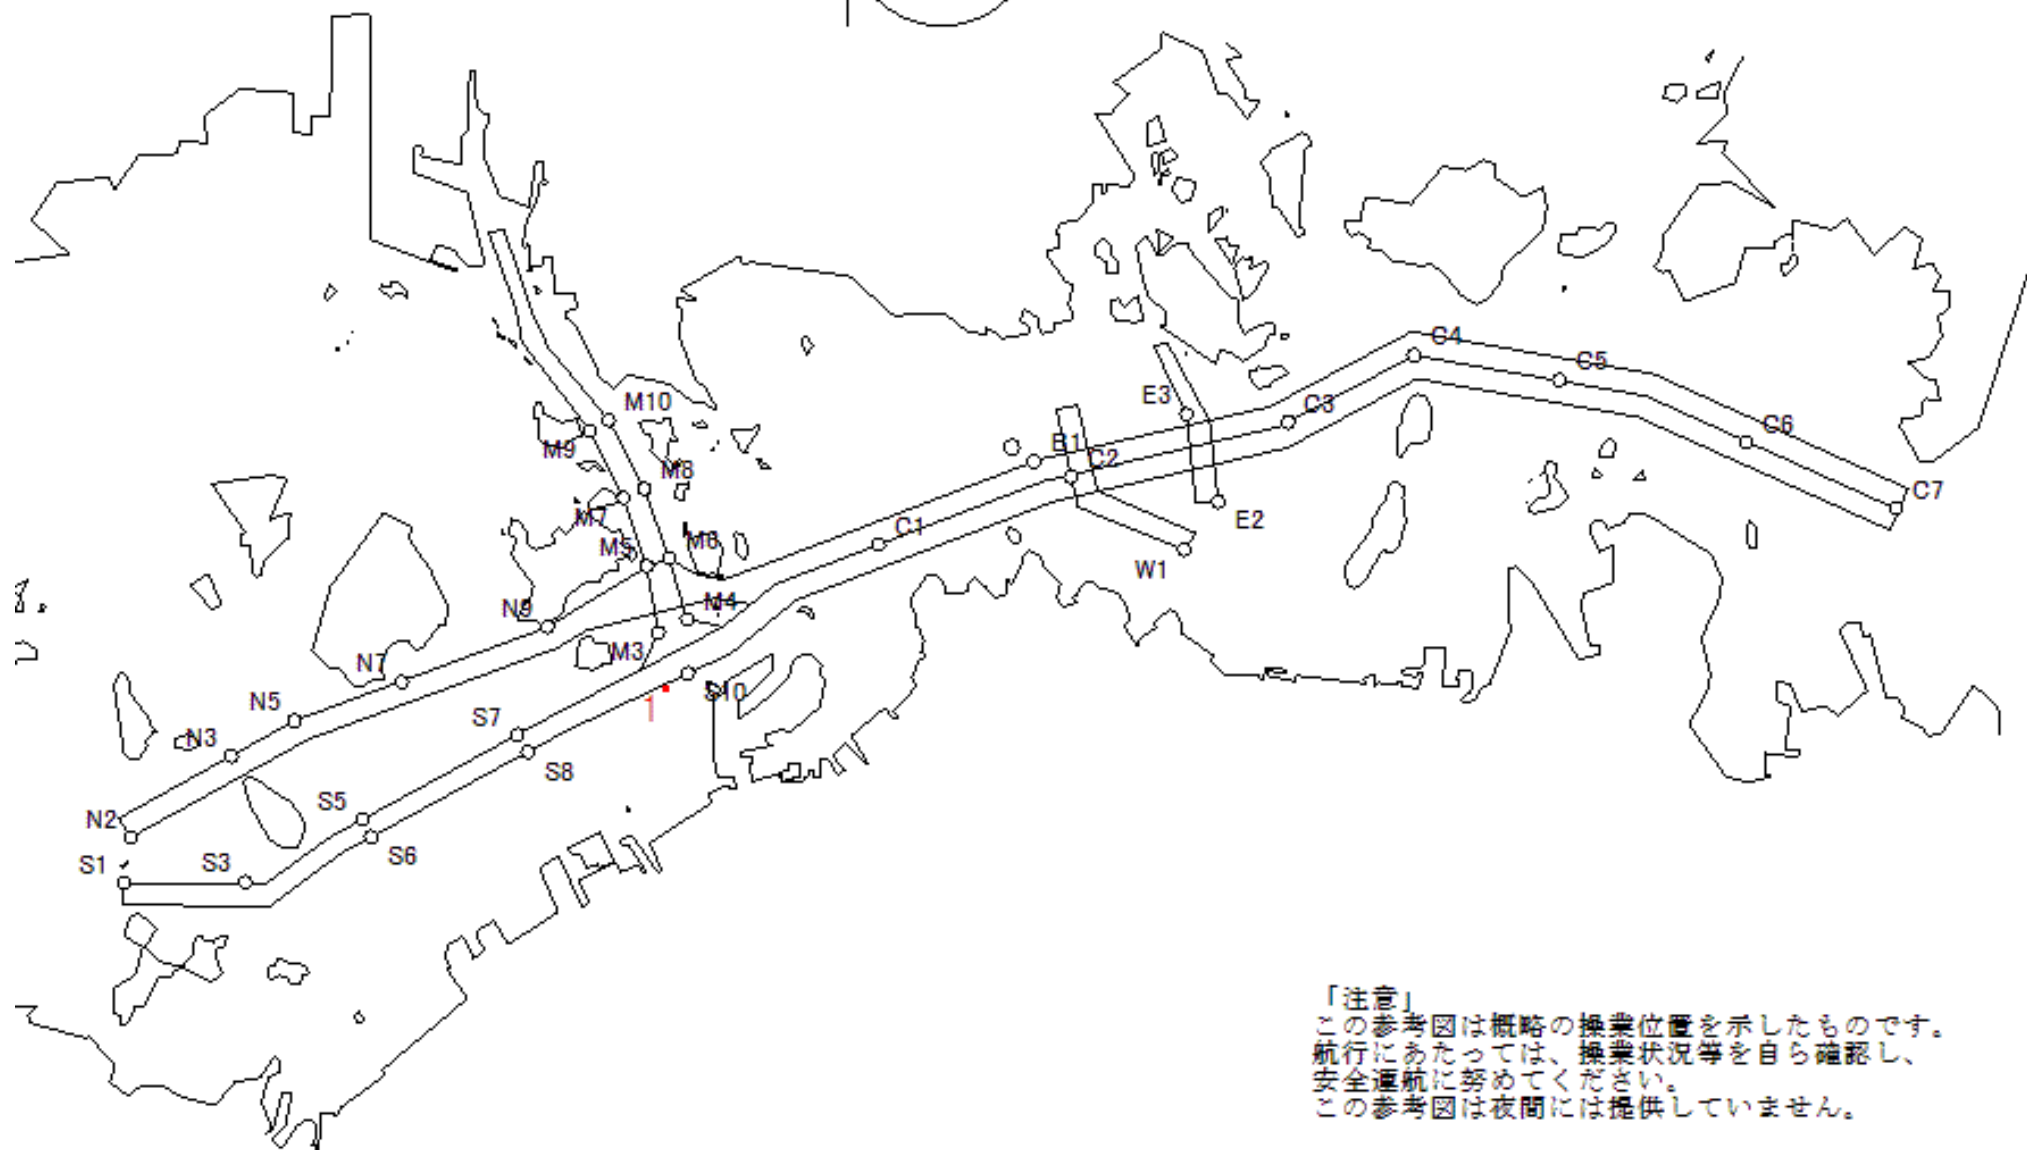 C4
C5
E3
M10
C3
C6
B1
M9
C2
M8
C7
M7
E2
C1
M6
M5
W1
N9
M4
M3
N7
S10
N5
1
S7
N3
S8
S5
N2
S6
S1
S3
「注意」
この参考図は概略の操業位置を示したものです。
航行にあたっては、操業状況等を自ら確認し、
安全運航に努めてください。
この参考図は夜間には提供していません。